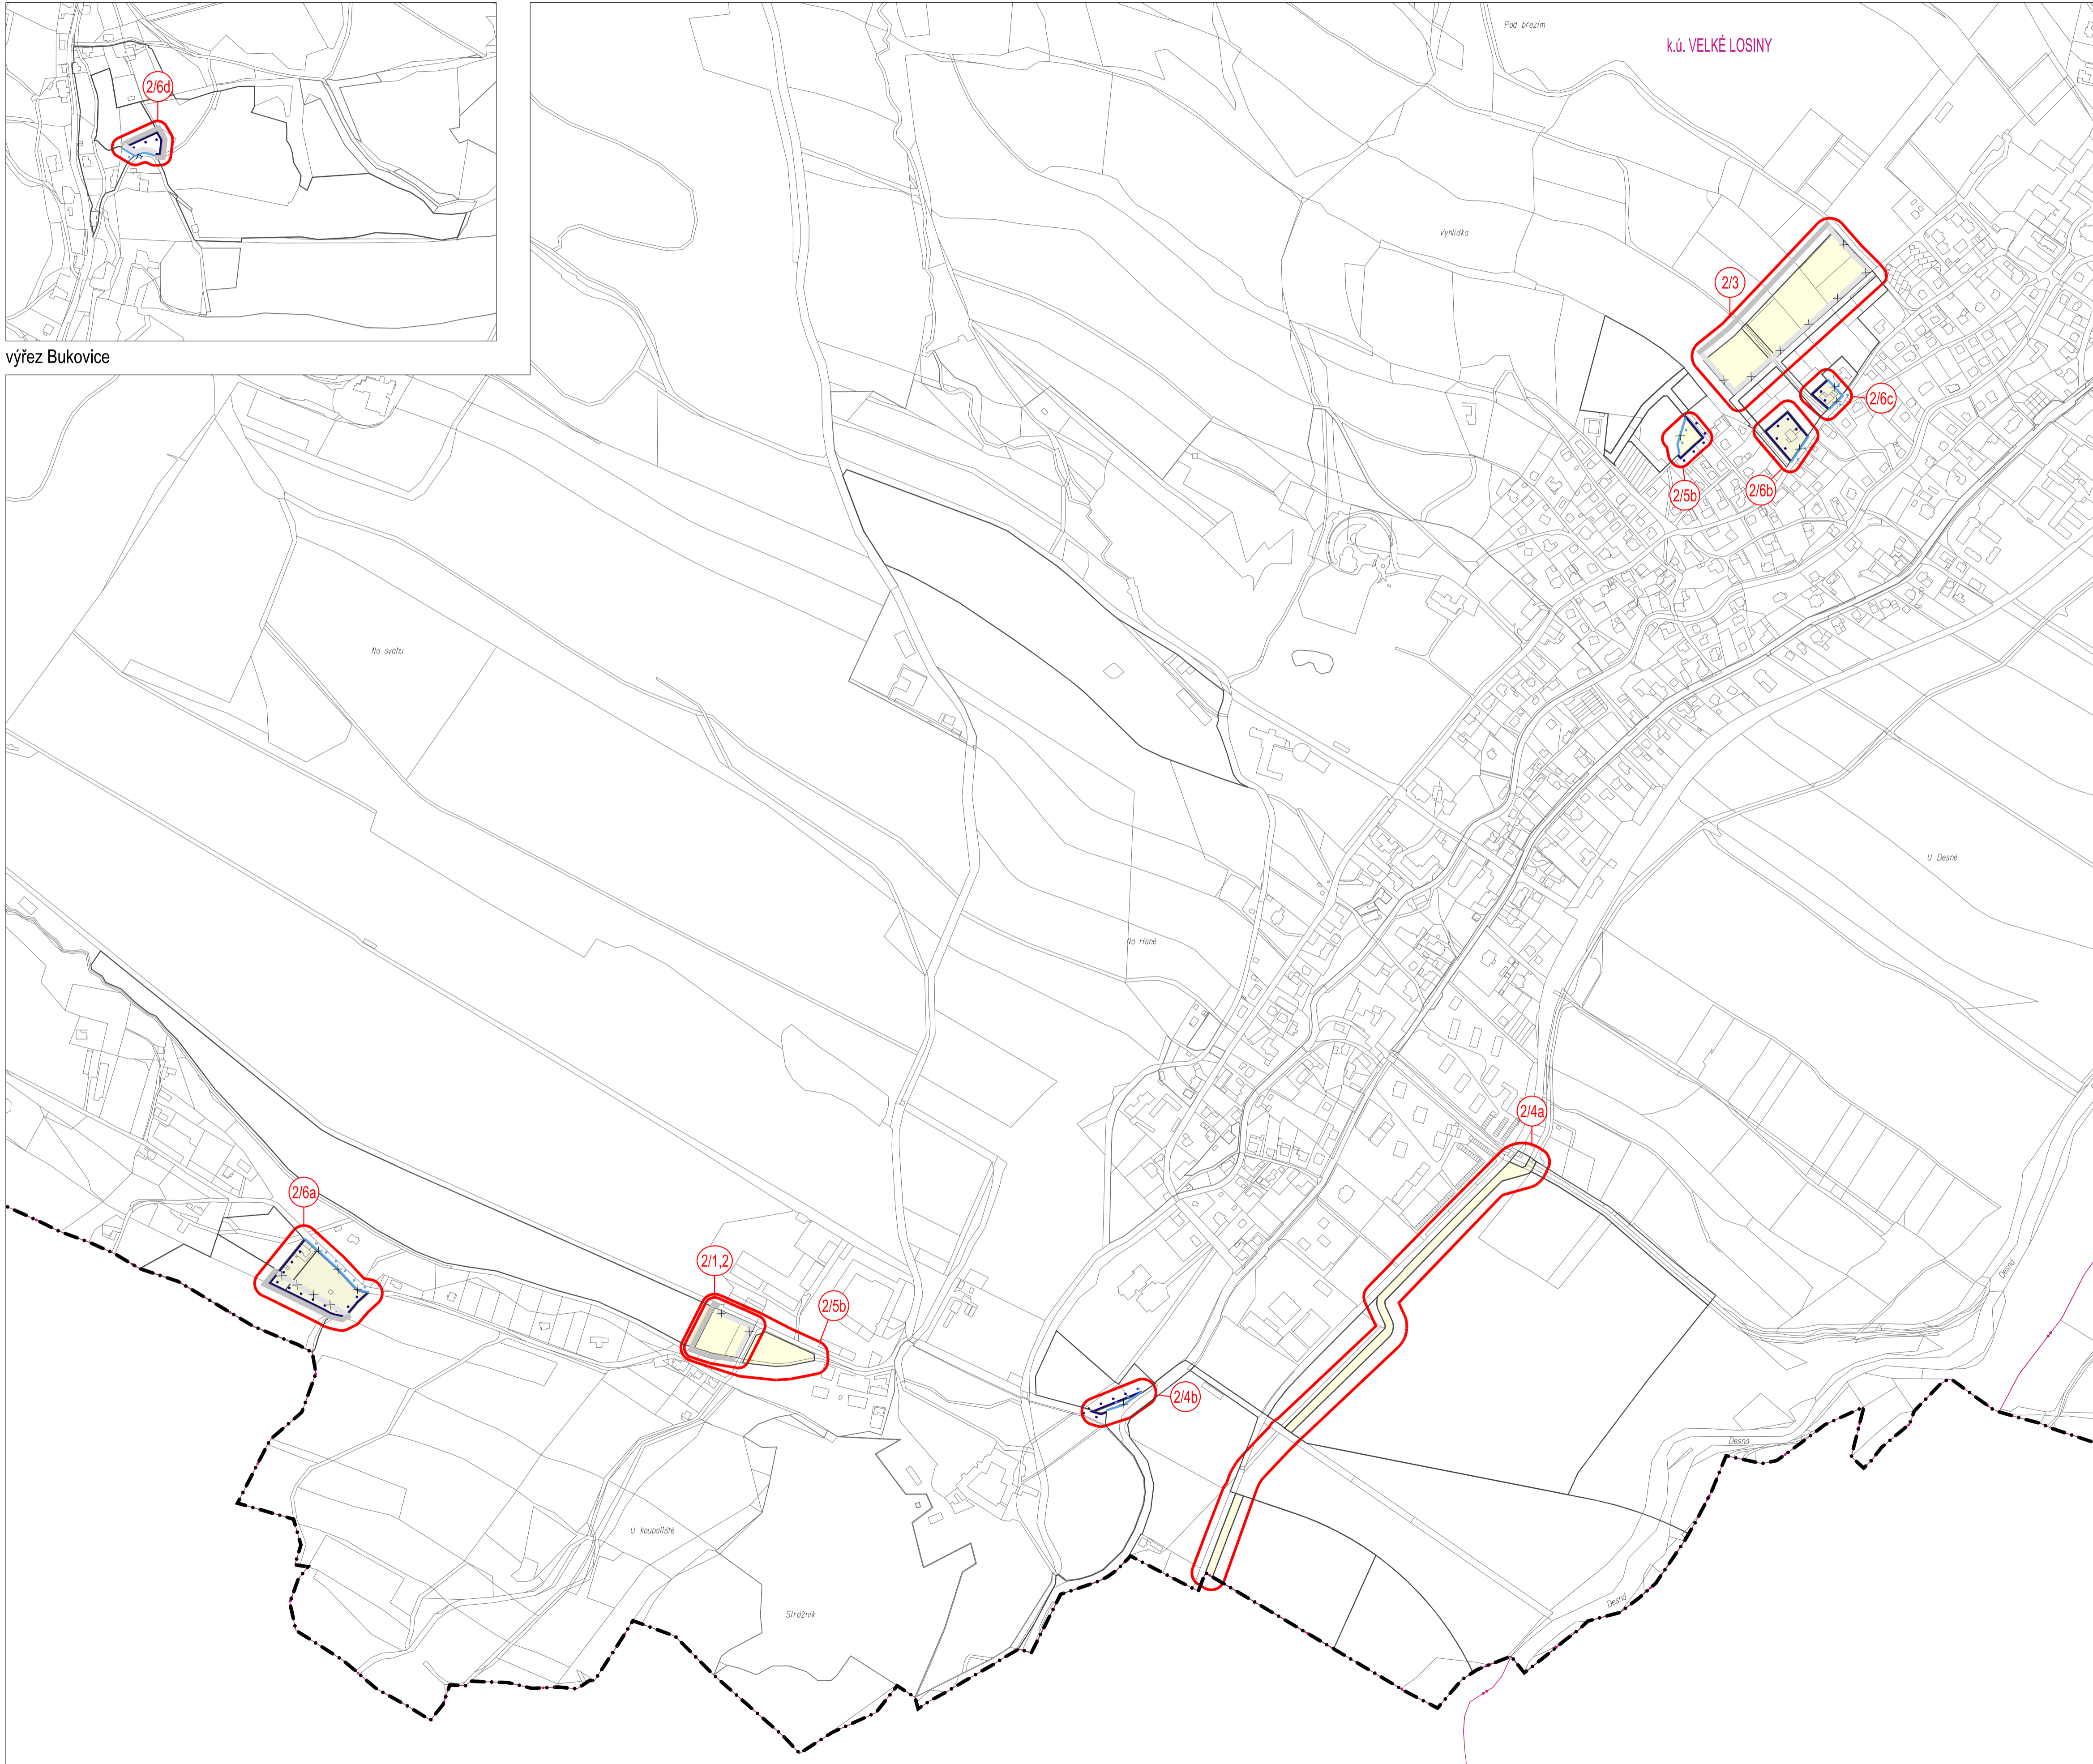 Pod březím
k.ú. VELKÉ LOSINY
2/6d
Vyhlídka
2/3
výřez Bukovice
2/6c
2/5b
2/6b
Na svahu
U Desné
Na Hané
2/4a
2/6a
2/1,2
Desná
2/5b
2/4b
Desná
U koupaliště
Desná
Strážník